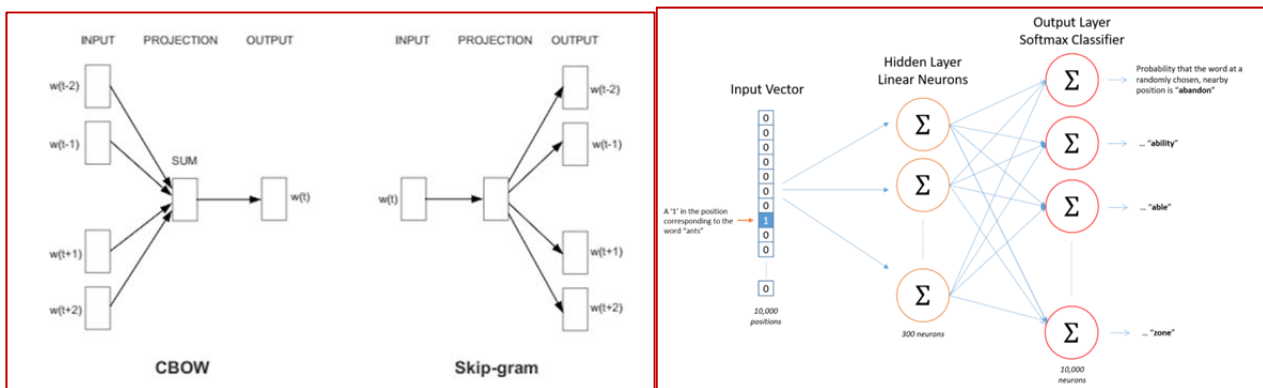 INPUT PROJECTION OUTPUT
w(t-2)
w(t-1)
SUM
w(t)
w(t+1)
w(t+2)
CBOW
INPUT PROJECTION OUTPUT
w(t-2)
w(t-1)
w(t)
w(t+1)
w(t+2)
Skip-gram
Input Vector
0
0
0
0
0
0
0
1
0
0
0
A '1' in the position
corresponding to the
word "ants"
10,000
positions
Hidden Layer
Linear Neurons
Σ
Σ
Σ
300 neurons
Output Layer
Softmax Classifier
Σ
Σ
Σ
Σ
10,000
neurons
Probability that the word at a
randomly chosen, nearby
position is "abandon"
... "ability"
... "able"
... "zone"